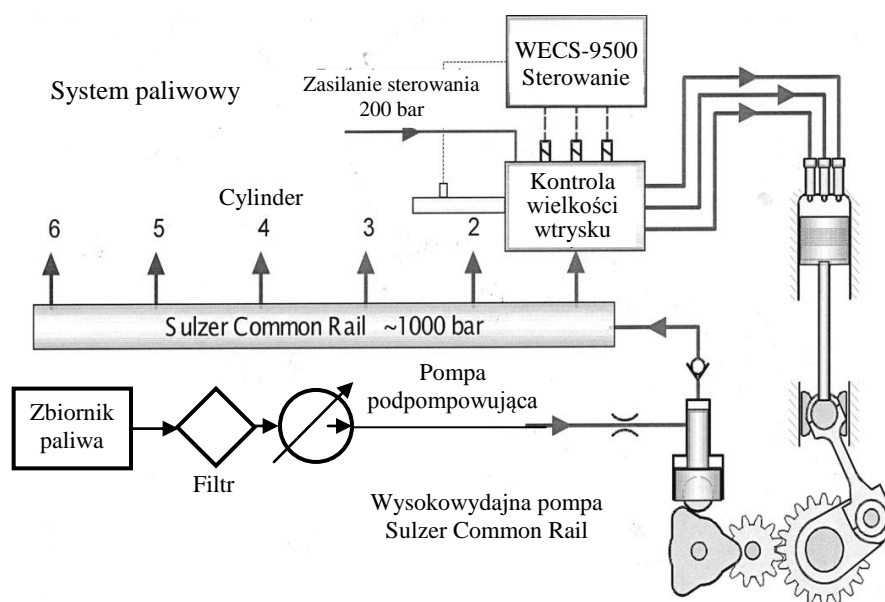 WECS-9500
Sterowanie
System paliwowy
Zasilanie sterowania
200 bar
Kontrola
wielkości
wtrysku
Cylinder
6 5 4 3 2
Sulzer Common Rail ~1000 bar
Pompa
podpompowująca
Zbiornik
paliwa
Filtr
Wysokowydajna pompa
Sulzer Common Rail